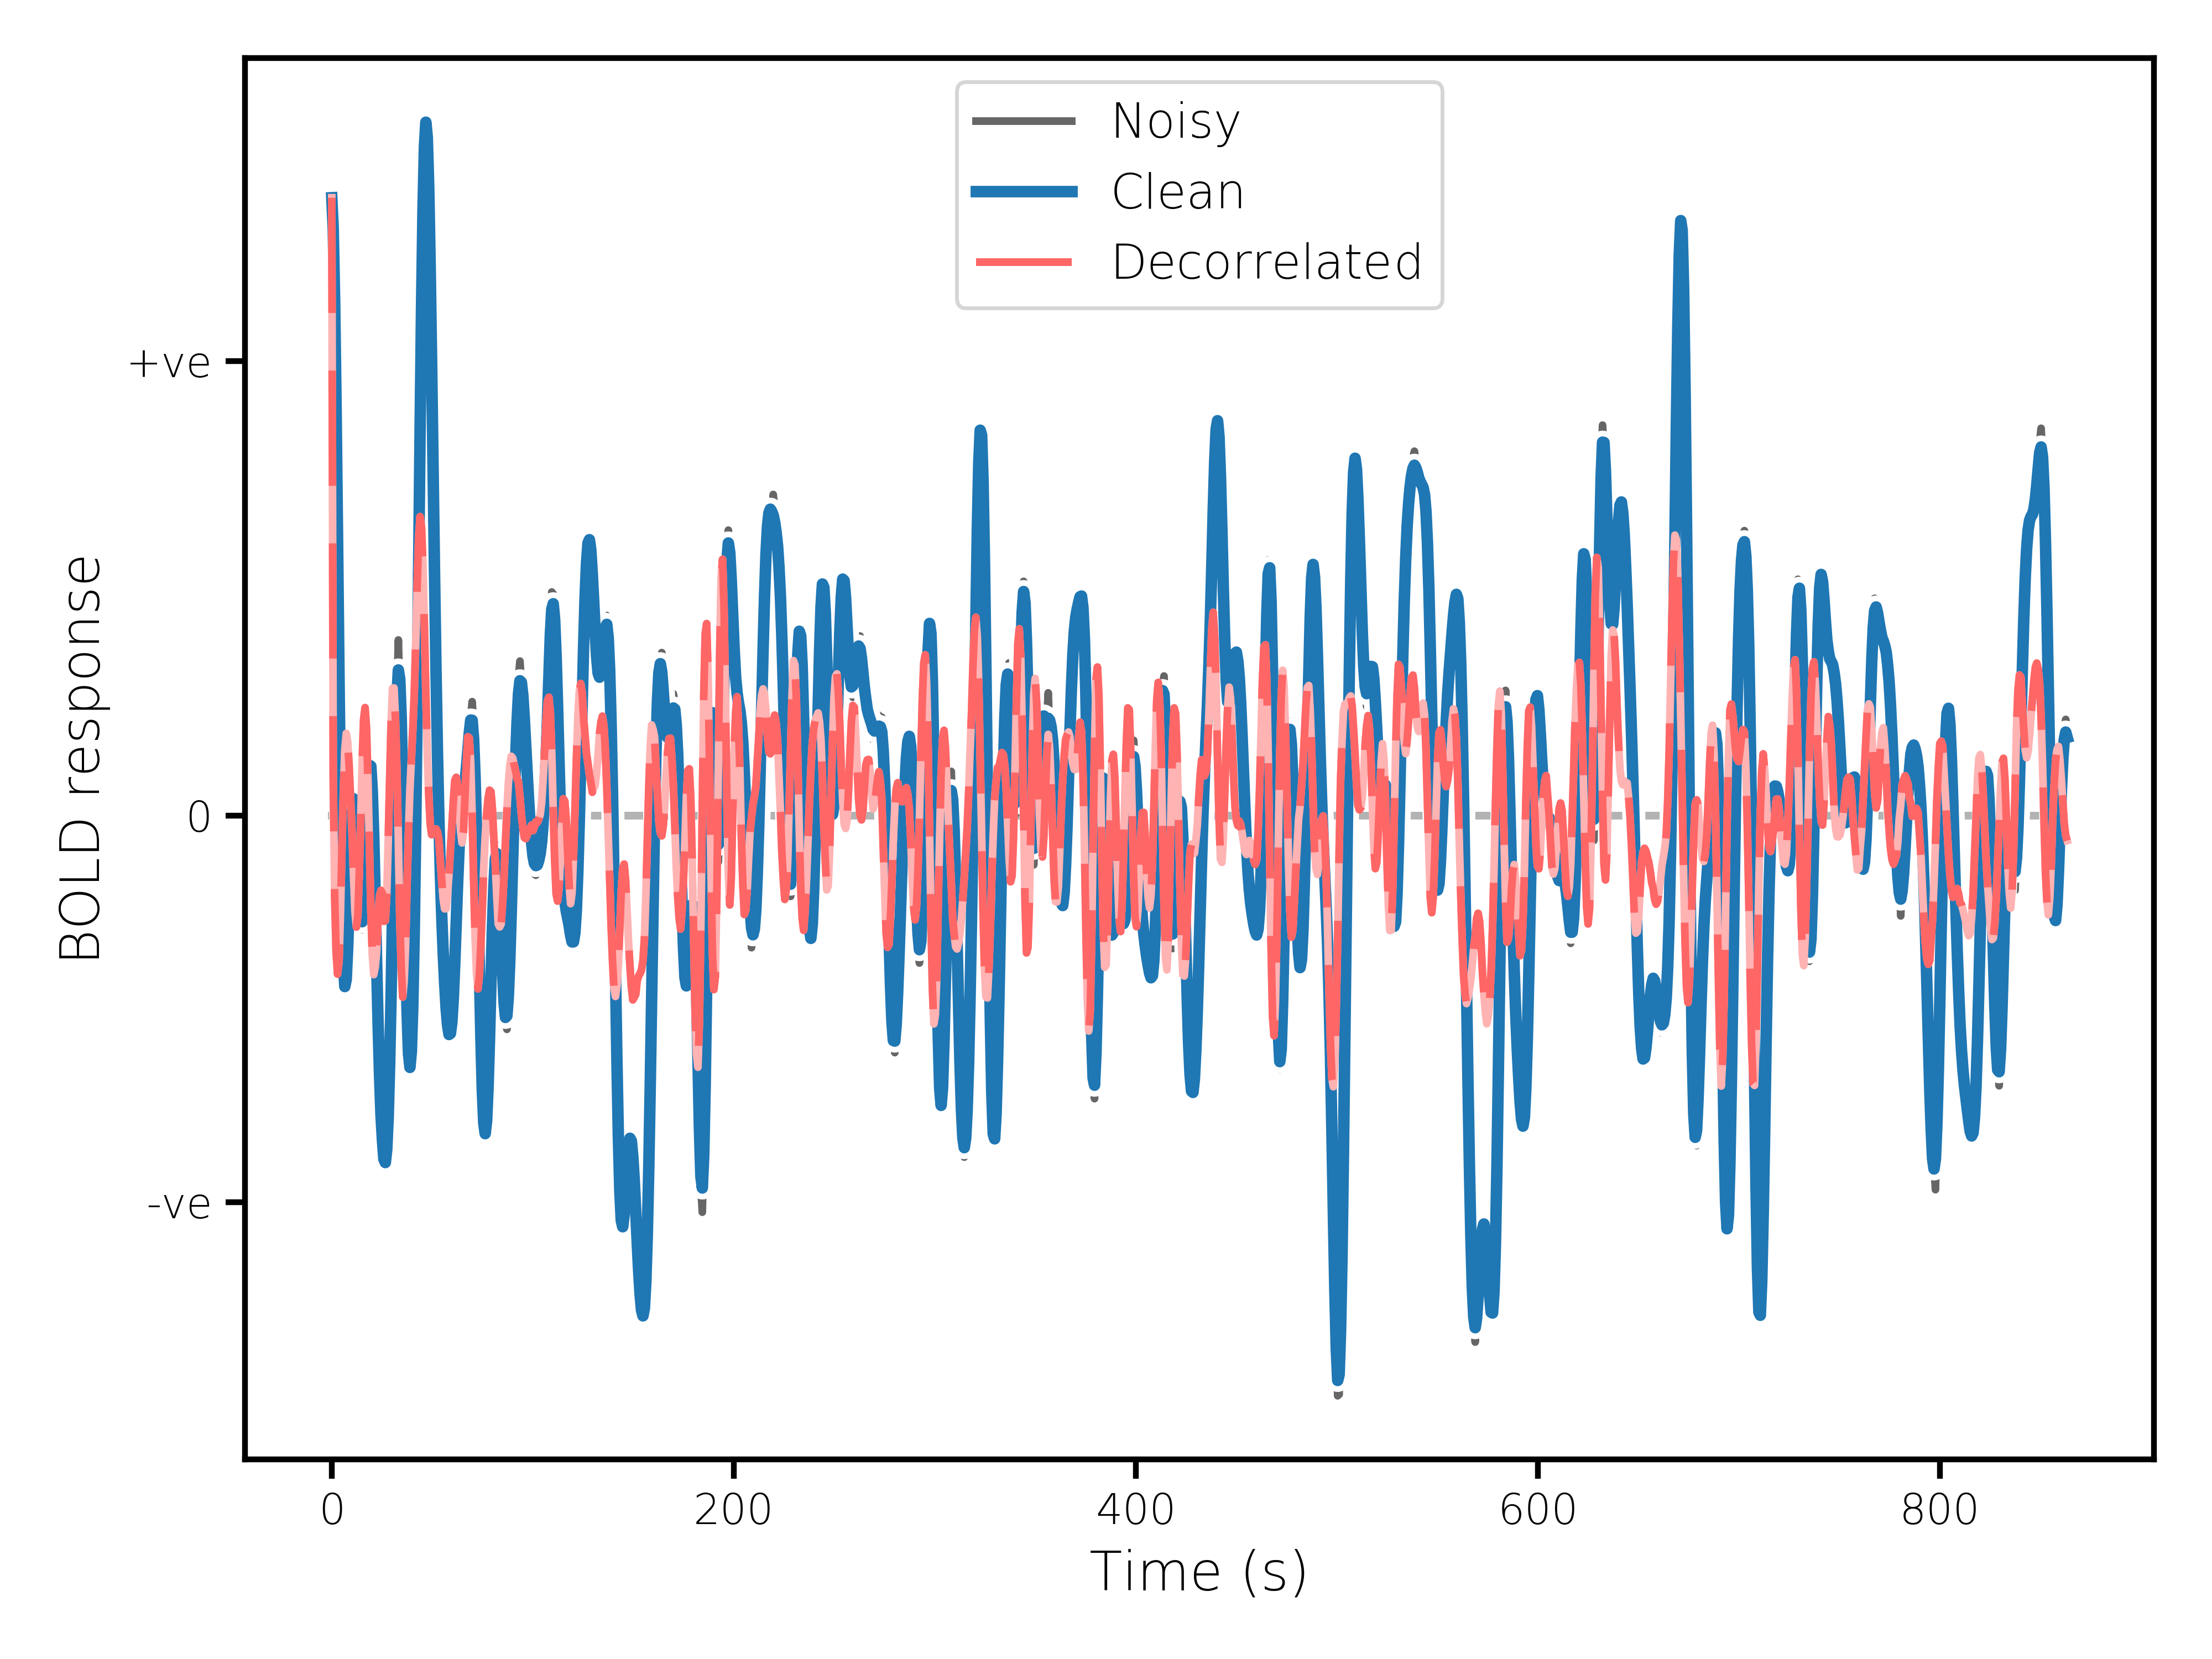 Noisy
Clean
Decorrelated
BOLD response
+ve
0
-ve
0 200 400 600 800
Time (s)